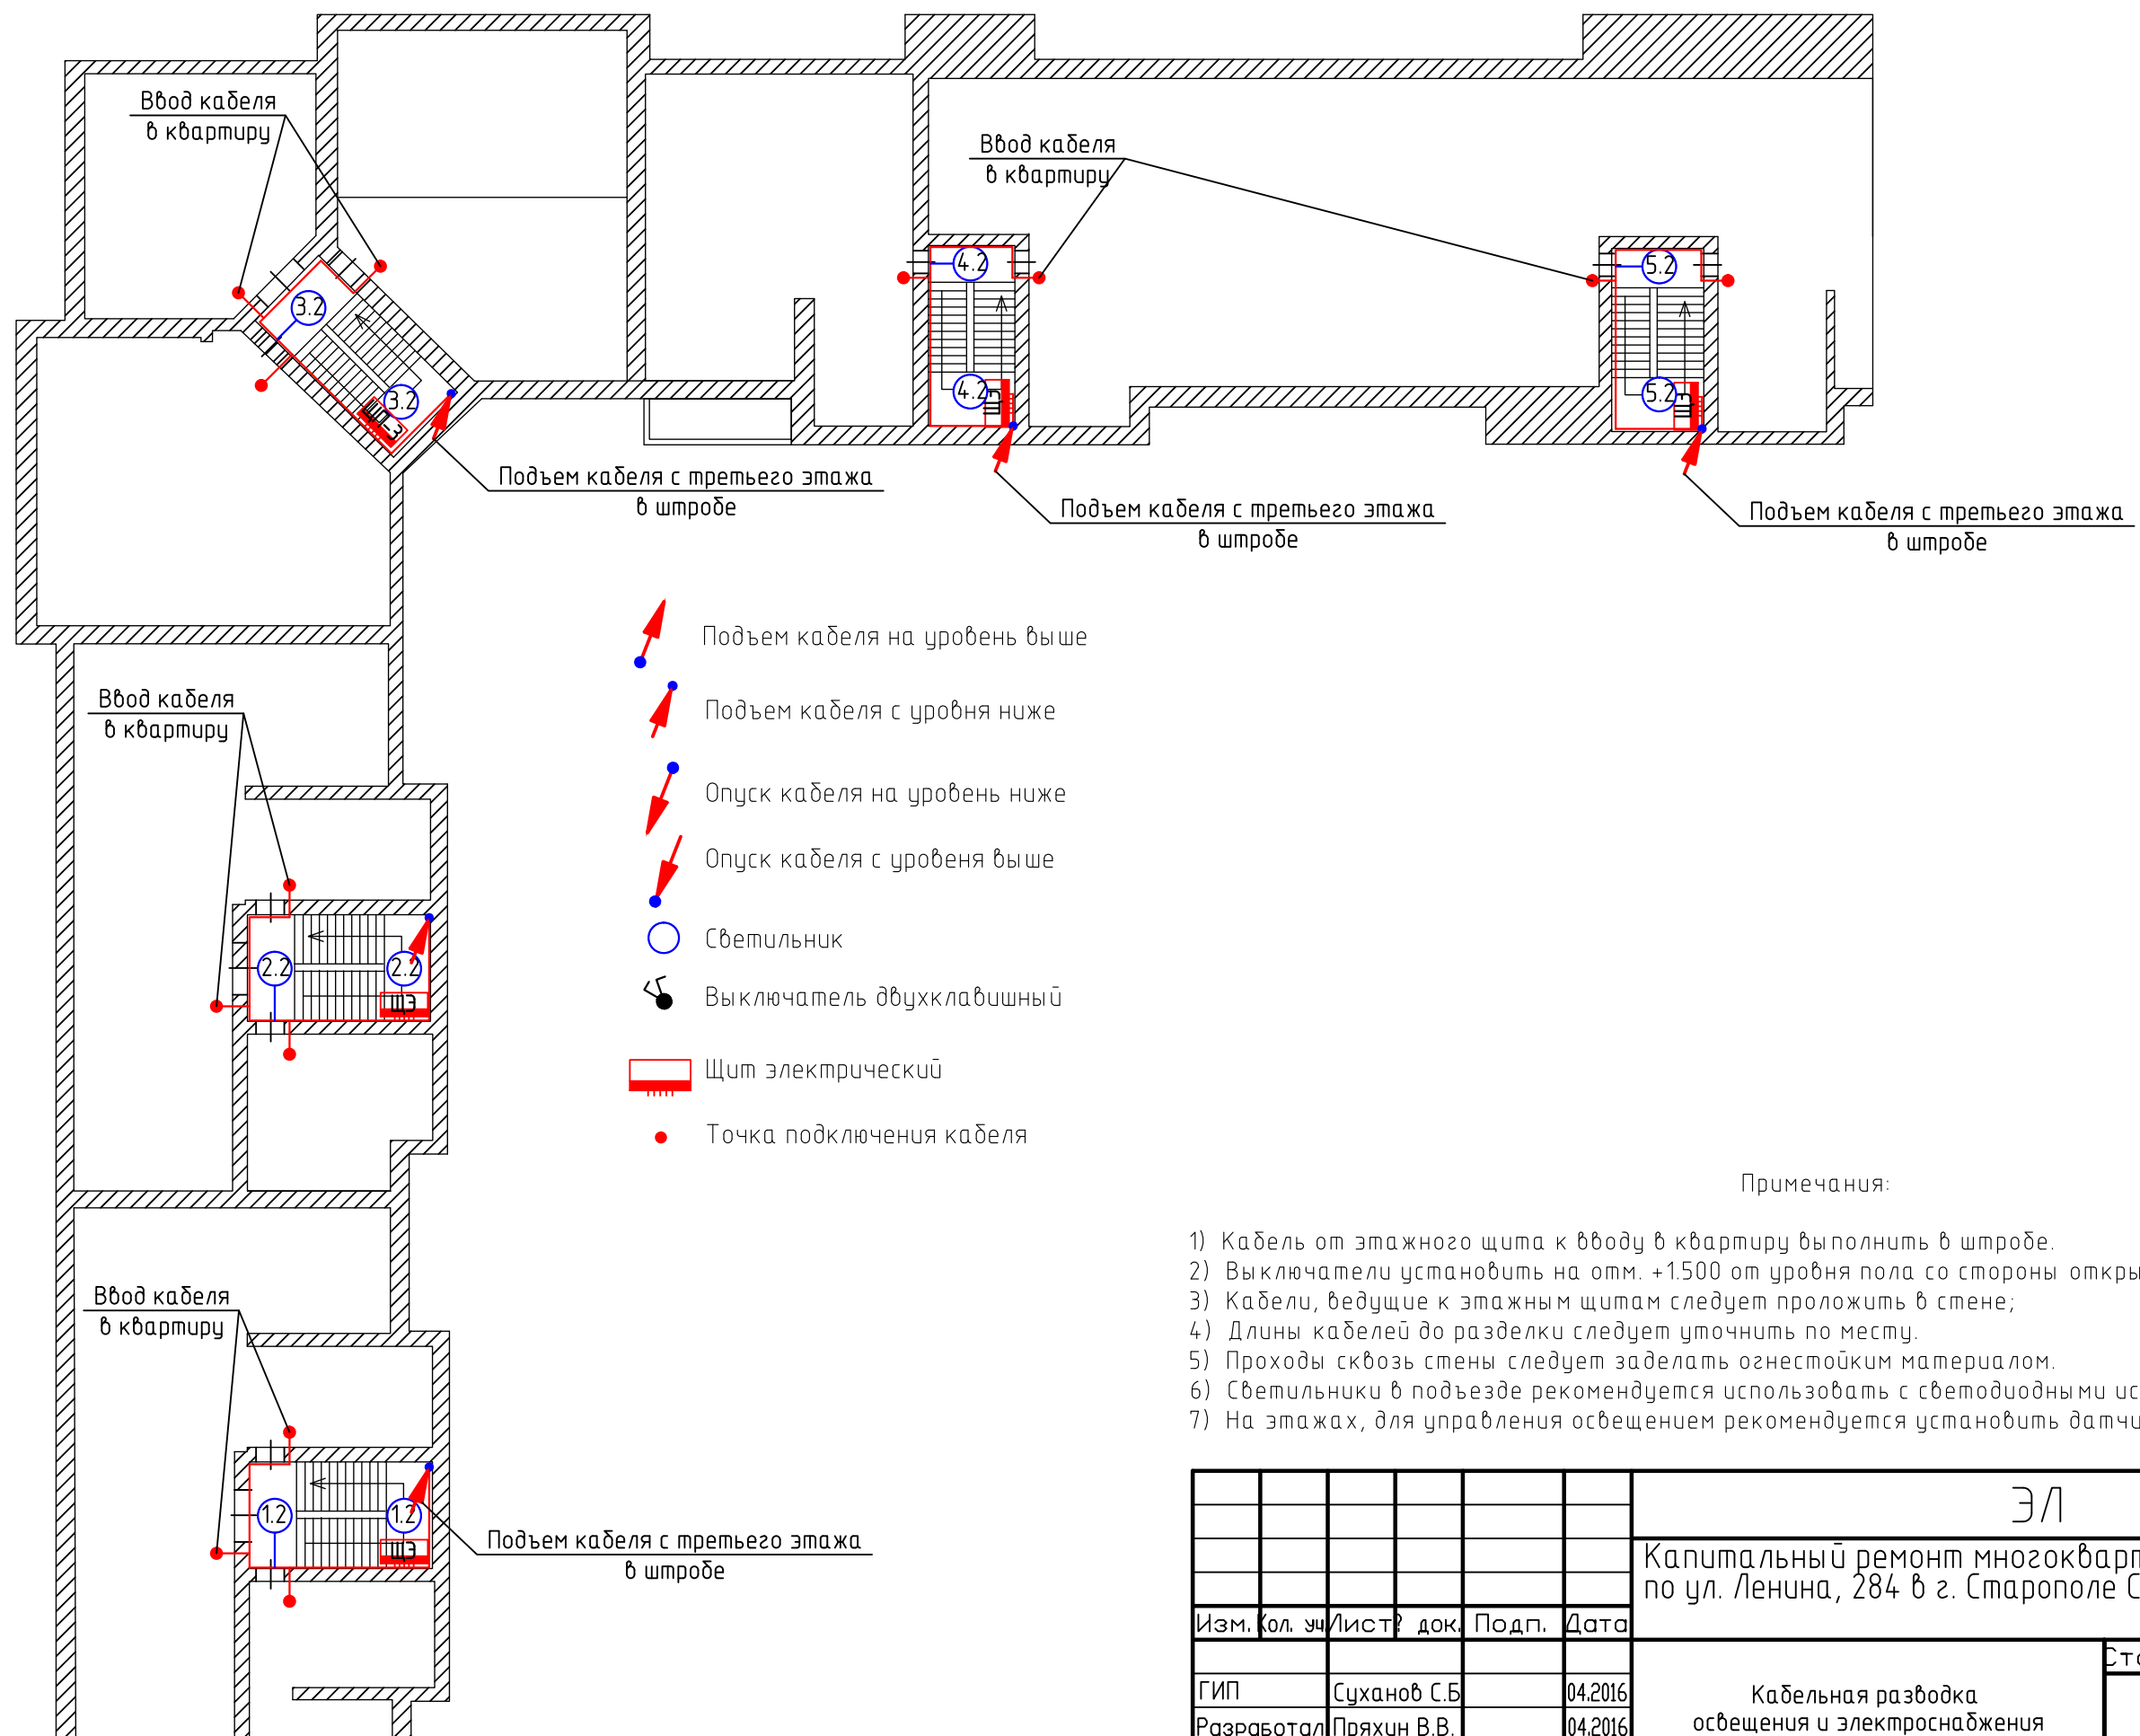 Ввод кабеля
в квартиру
Ввод кабеля
в квартиру
3.2
4.2
5.2
3.2
ЩЭ-3
4.2
ЩЭ
5.2
ЩЭ
Подъем кабеля с третьего этажа
в штробе
Подъем кабеля с третьего этажа
в штробе
Подъем кабеля с третьего этажа
в штробе
Подъем кабеля на уровень выше
Подъем кабеля с уровня ниже
Опуск кабеля на уровень ниже
Опуск кабеля с уровеня выше
Светильник
Выключатель двухклавишный
Щит электрический
Точка подключения кабеля
Ввод кабеля
в квартиру
2.2
2.2
ЩЭ
Ввод кабеля
в квартиру
1.2
1.2
ЩЭ
Подъем кабеля с третьего этажа
в штробе
Примечания:
1) Кабель от этажного щита к вводу в квартиру выполнить в штробе.
2) Выключатели установить на отм. +1.500 от уровня пола со стороны откры
3) Кабели, ведущие к этажным щитам следует проложить в стене;
4) Длины кабелей до разделки следует уточнить по месту.
5) Проходы сквозь стены следует заделать огнестойким материалом.
6) Светильники в подъезде рекомендуется использовать с светодиодными ис
7) На этажах, для управления освещением рекомендуется установить датчи
ЭЛ
Капитальный ремонт многокварт
по ул. Ленина, 284 в г. Старополе С
Изм. Кол. уч Лист ? док. Подп. Дата
Ста
ГИП Суханов С.Б 04.2016
Разработал Пряхин В.В. 04.2016
Кабельная разводка
освещения и электроснабжения